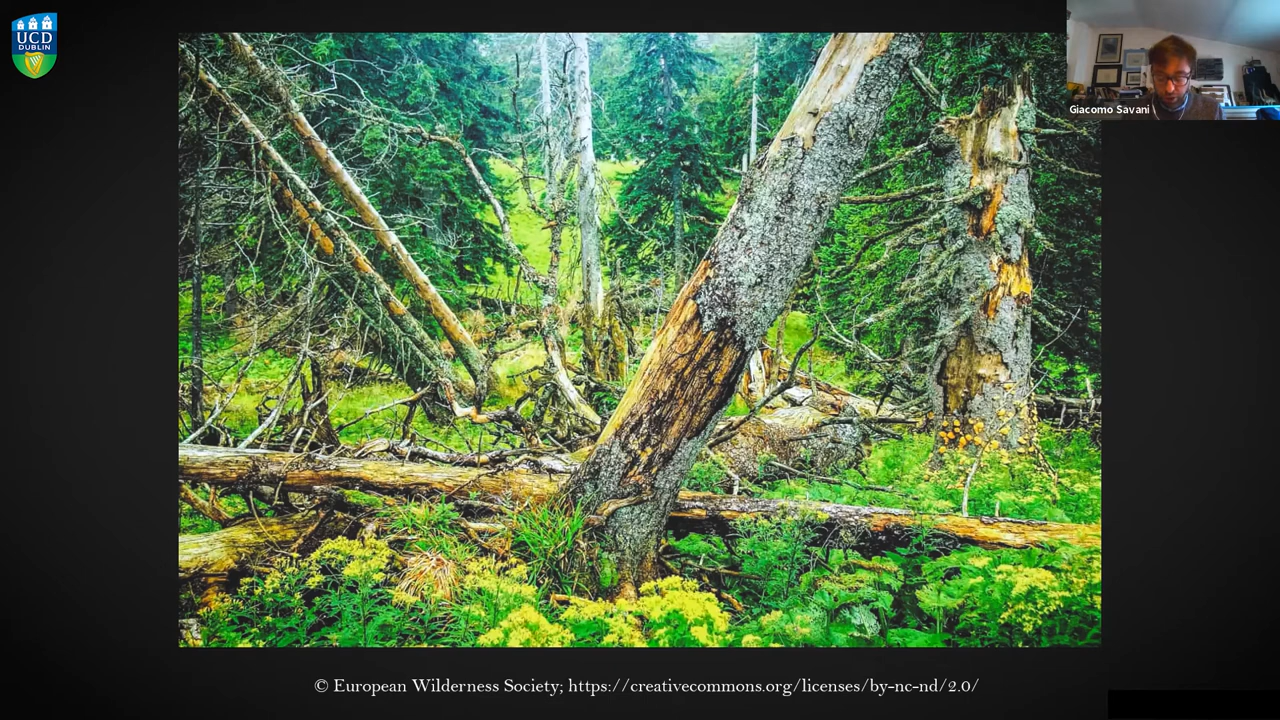 UCD
DUBLIN
Giacomo Savani
© European Wilderness Society; https://creativecommons.org/licenses/by-nc-nd/2.0/